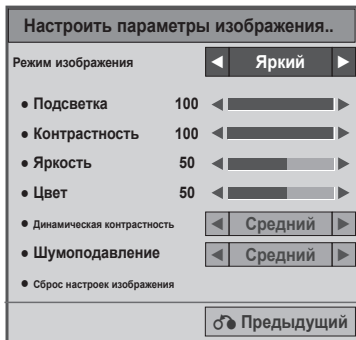 Настроить параметры изображения..
Режим изображения ◀ Яркий ▶
● Подсветка 100
● Контрастность 100
● Яркость 50
● Цвет 50
● Динамическая контрастность ◀ Средний ▶
● Шумоподавление ◀ Средний ▶
● Сброс настроек изображения
Предыдущий